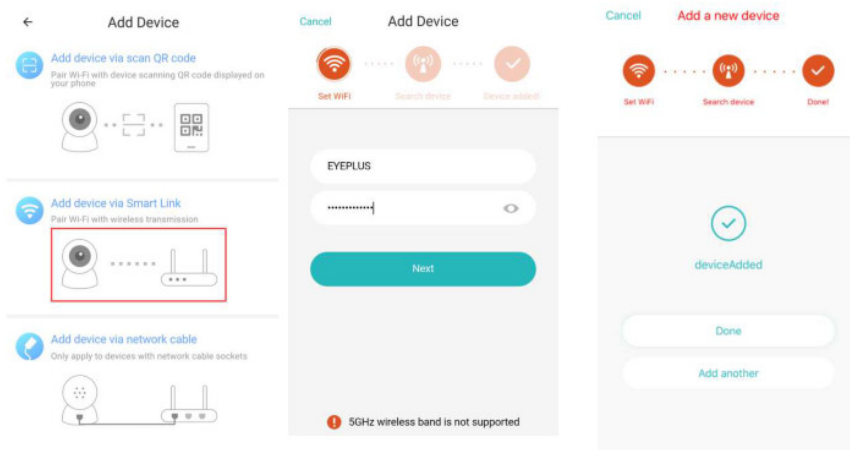 Add Device
Add device via scan QR code
Pair Wi-Fi with device scanning QR code displayed on
your phone
Add device via Smart Link
Pair Wi-Fi with wireless transmission
Add device via network cable
Only apply to devices with network cable sockets
Cancel
Add Device
Set WiFi
Search device
Device added!
EYEPLUS
Next
5GHz wireless band is not supported
Cancel
Add a new device
Set WiFi
Search device
Done!
deviceAdded
Done
Add another